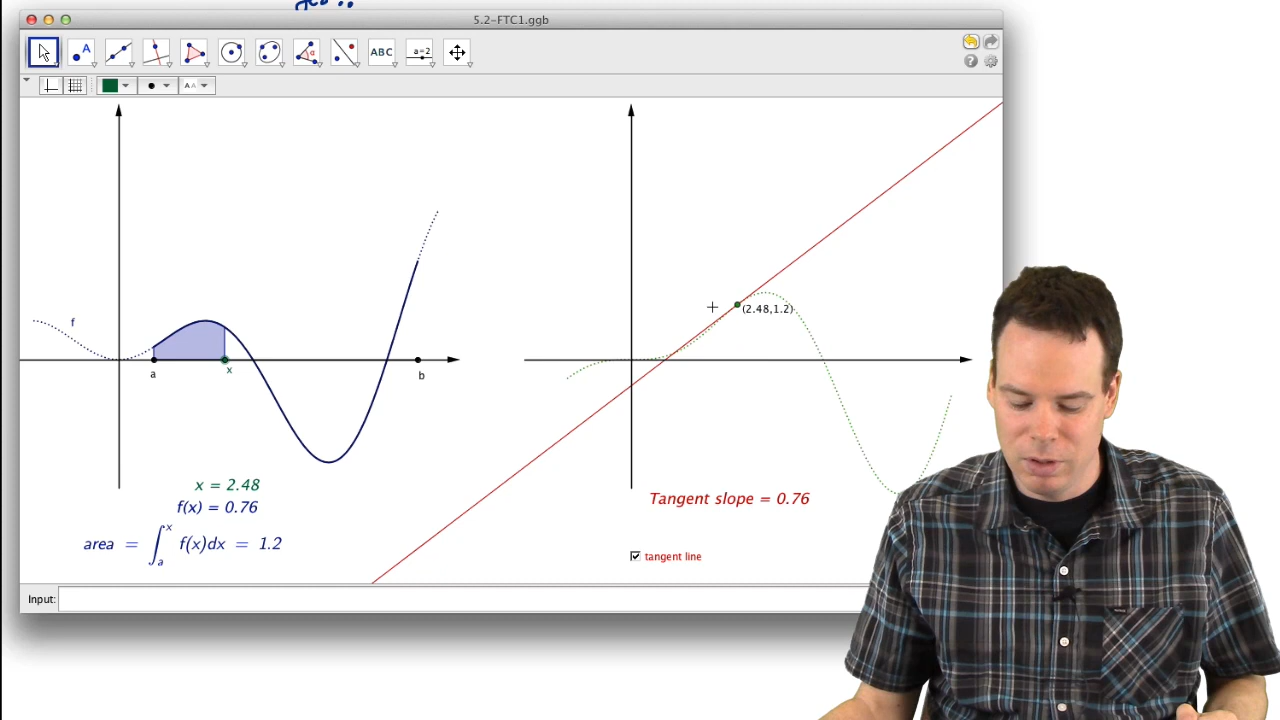 5.2-FTC1.ggb
A
α
ABC
a=2
A A
f
a
x
b
(2.48,1.2)
x = 2.48
f(x) = 0.76
area = ∫ₐˣ f(x)dx = 1.2
Tangent slope = 0.76
tangent line
Input: